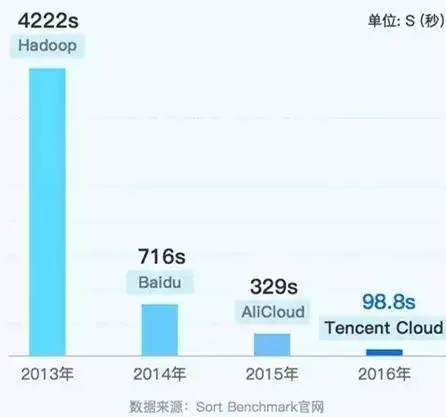 4222s
单位: S (秒)
Hadoop
716s
Baidu
329s
AliCloud
98.8s
Tencent Cloud
2013年 2014年 2015年 2016年
数据来源：Sort Benchmark官网